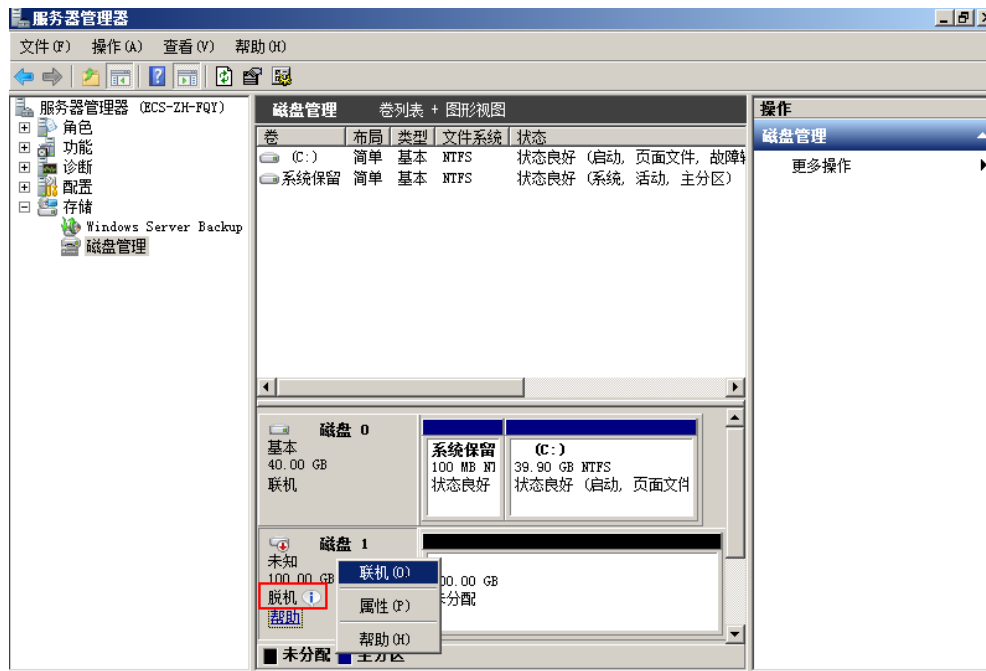 服务器管理器
文件(F) 操作(A) 查看(V) 帮助(H)
服务器管理器 (ECS-ZH-FQY)
角色
功能
诊断
配置
存储
Windows Server Backup
磁盘管理
磁盘管理 卷列表 + 图形视图
卷 布局 类型 文件系统 状态
(C:) 简单 基本 NTFS 状态良好 (启动, 页面文件, 故障转
系统保留 简单 基本 NTFS 状态良好 (系统, 活动, 主分区)
磁盘 0
基本
40.00 GB
联机
系统保留
100 MB NT
状态良好
(C:)
39.90 GB NTFS
状态良好 (启动, 页面文件
磁盘 1
未知
100.00 GB
脱机
帮助
00.00 GB
未分配
联机(O)
属性(P)
帮助(H)
未分配 主分区
操作
磁盘管理
更多操作